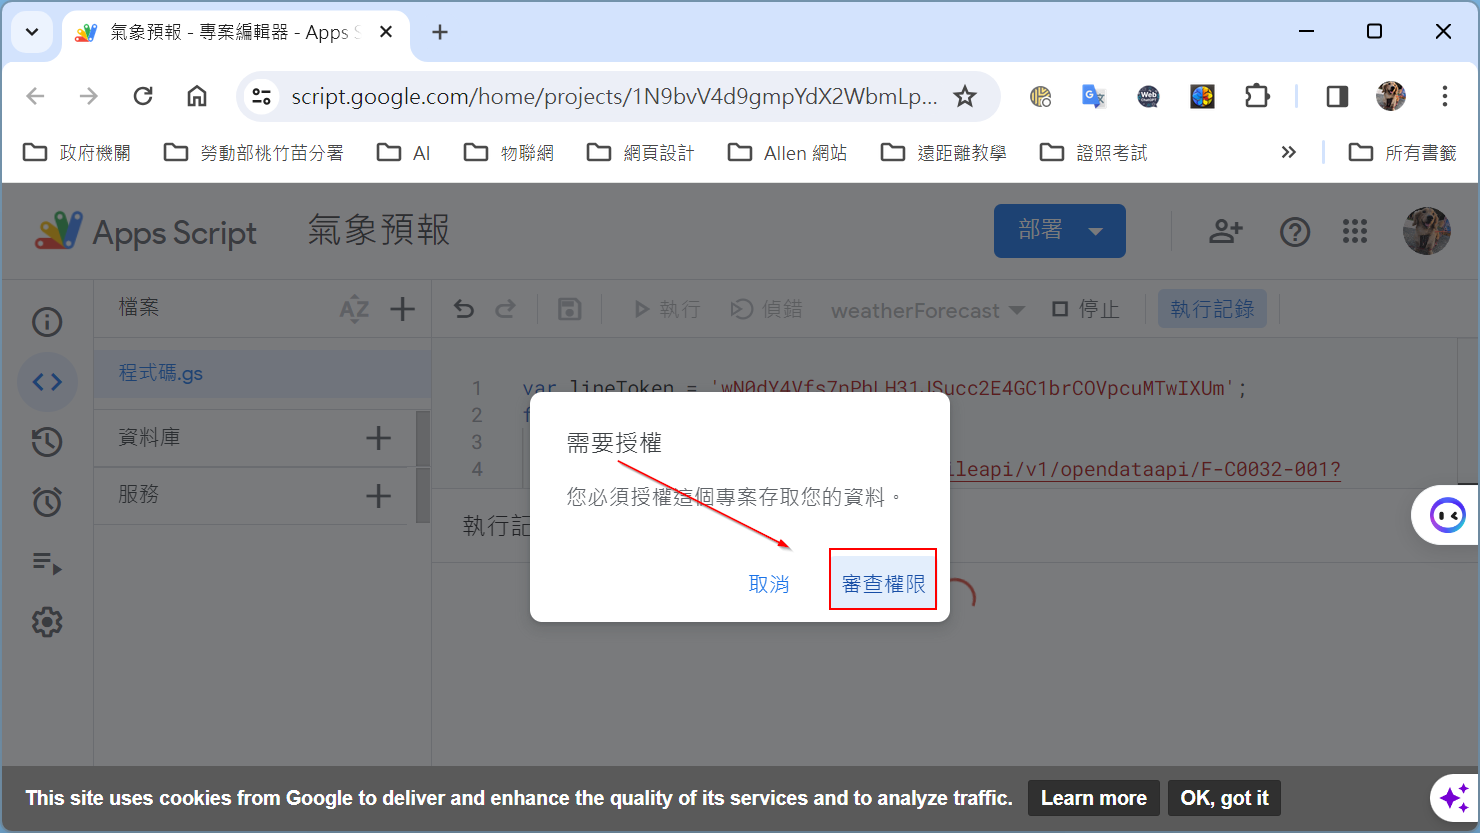 氣象預報 - 專案編輯器 - Apps S
script.google.com/home/projects/1N9bvV4d9gmpYdX2WbmLp...
政府機關 勞動部桃竹苗分署 AI 物聯網 網頁設計 Allen 網站 遠距離教學 證照考試 所有書籤
Apps Script 氣象預報 部署
檔案 AZ 執行 偵錯 weatherForecast 停止 執行記錄
程式碼.gs
資料庫
服務
1 var lineToken = 'wN0dY4Vfs7nPhLH31JSucc2E4GC1brCOVpcuMTwIXUm';
2 f
3
4 leapi/v1/opendataapi/F-C0032-001?
執行記
需要授權
您必須授權這個專案存取您的資料。
取消 審查權限
This site uses cookies from Google to deliver and enhance the quality of its services and to analyze traffic. Learn more OK, got it